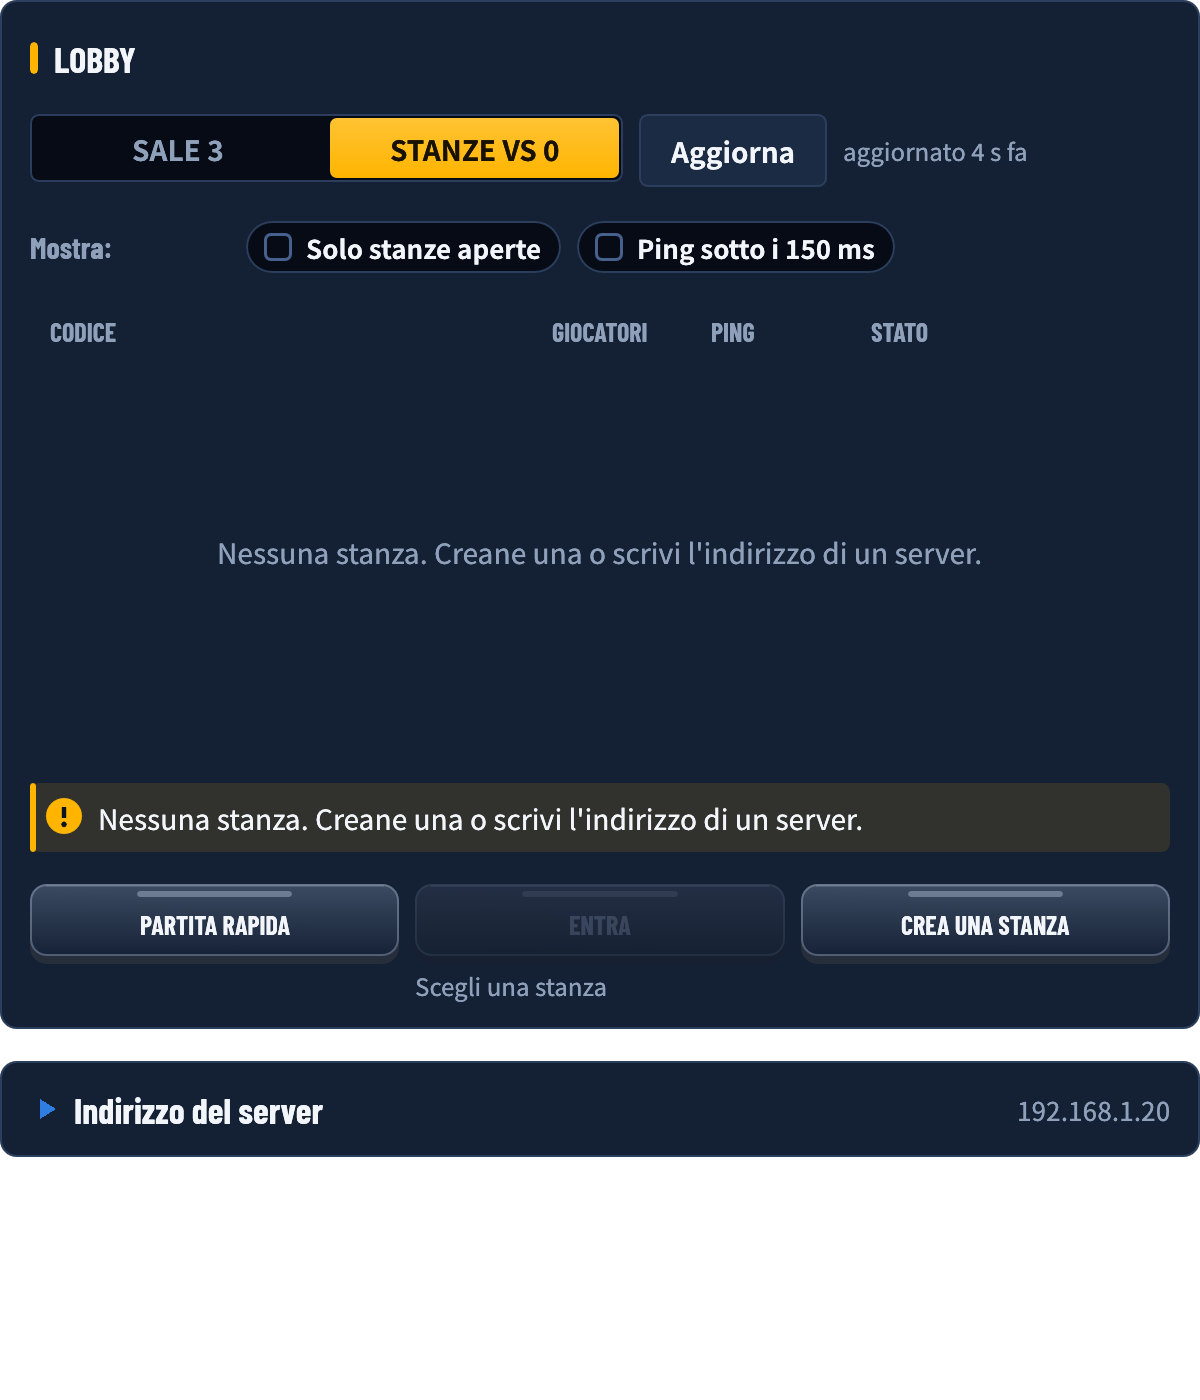 LOBBY
SALE 3
STANZE VS 0
Aggiorna
aggiornato 4 s fa
Mostra:
Solo stanze aperte
Ping sotto i 150 ms
CODICE
GIOCATORI
PING
STATO
Nessuna stanza. Creane una o scrivi l'indirizzo di un server.
Nessuna stanza. Creane una o scrivi l'indirizzo di un server.
PARTITA RAPIDA
ENTRA
CREA UNA STANZA
Scegli una stanza
Indirizzo del server
192.168.1.20